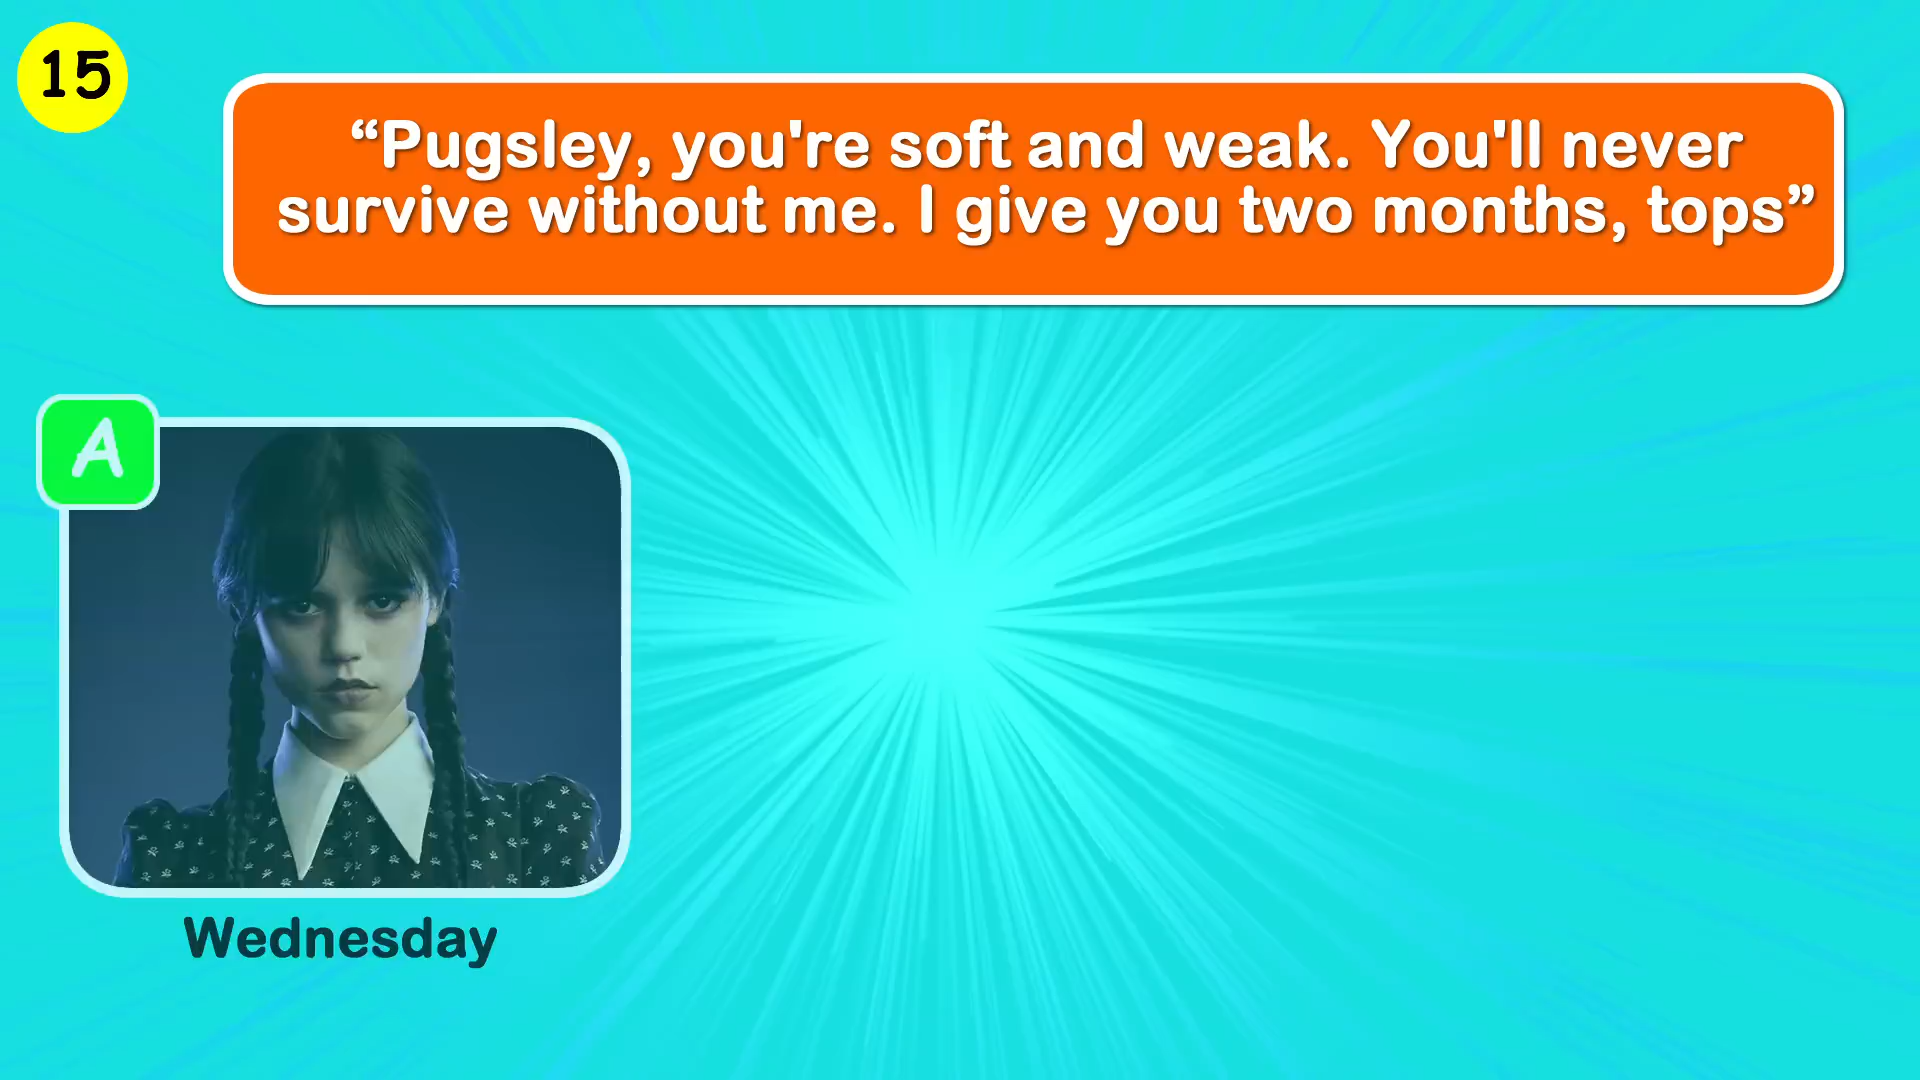 15
“Pugsley, you're soft and weak. You'll never
survive without me. I give you two months, tops”
A
Wednesday